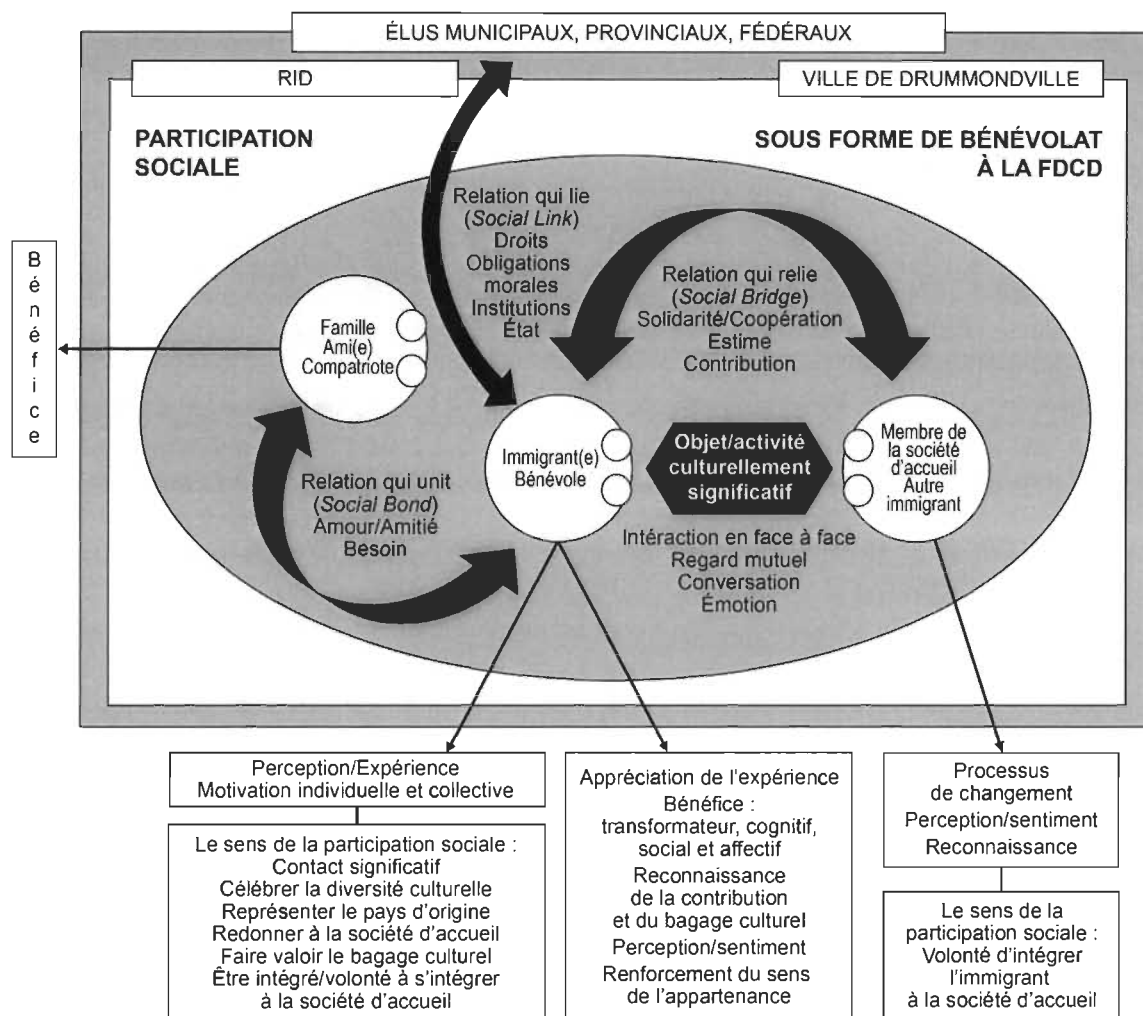 ÉLUS MUNICIPAUX, PROVINCIAUX, FÉDÉRAUX
RID
VILLE DE DRUMMONDVILLE
PARTICIPATION
SOCIALE
SOUS FORME DE BÉNÉVOLAT
À LA FDCD
Bénéfice
Relation qui lie
(Social Link)
Droits
Obligations
morales
Institutions
État
Relation qui relie
(Social Bridge)
Solidarité/Coopération
Estime
Contribution
Famille
Ami(e)
Compatriote
Immigrant(e)
Bénévole
Objet/activité
culturellement
significatif
Membre de
la société
d'accueil
Autre
immigrant
Relation qui unit
(Social Bond)
Amour/Amitié
Besoin
Intéraction en face à face
Regard mutuel
Conversation
Émotion
Perception/Expérience
Motivation individuelle et collective
Le sens de la participation sociale :
Contact significatif
Célébrer la diversité culturelle
Représenter le pays d'origine
Redonner à la société d'accueil
Faire valoir le bagage culturel
Être intégré/volonté à s'intégrer
à la société d'accueil
Appréciation de l'expérience
Bénéfice :
transformateur, cognitif,
social et affectif
Reconnaissance
de la contribution
et du bagage culturel
Perception/sentiment
Renforcement du sens
de l'appartenance
Processus
de changement
Perception/sentiment
Reconnaissance
Le sens de la
participation sociale :
Volonté d'intégrer
l'immigrant
à la société d'accueil